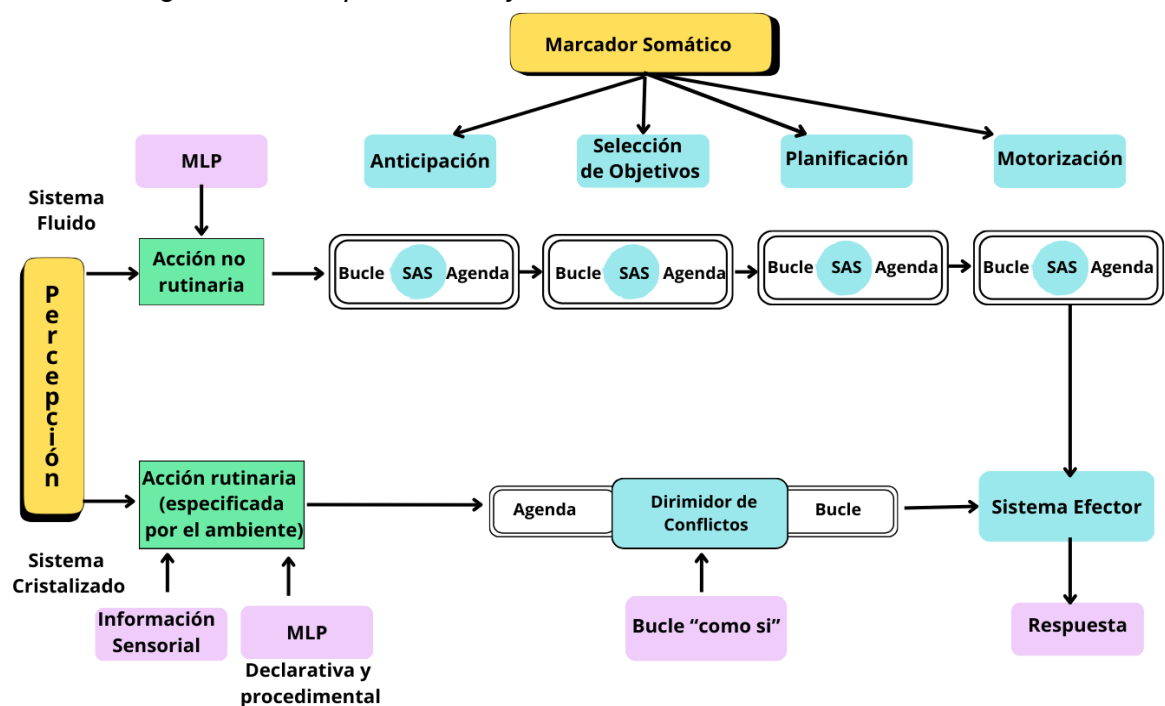 Marcador Somático
MLP
Anticipación
Selección
de Objetivos
Planificación
Motorización
Sistema
Fluido
Acción no
rutinaria
Bucle SAS Agenda
Bucle SAS Agenda
Bucle SAS Agenda
Bucle SAS Agenda
Percepción
Acción rutinaria
(especificada
por el ambiente)
Agenda
Dirimidor de
Conflictos
Bucle
Sistema Efector
Sistema
Cristalizado
Información
Sensorial
MLP
Declarativa y
procedimental
Bucle “como si”
Respuesta